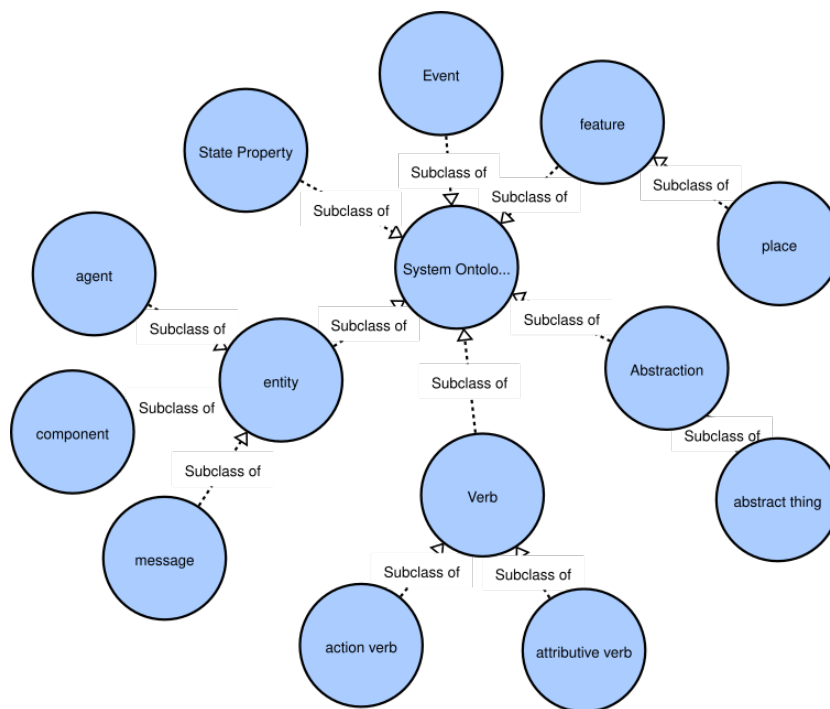 Event
feature
State Property
Subclass of
Subclass of
Subclass of
Subclass of
place
agent
System Ontolo...
Subclass of
Subclass of
Subclass of
Abstraction
entity
Subclass of
Subclass of
component
Subclass of
Subclass of
Verb
abstract thing
message
Subclass of
Subclass of
action verb
attributive verb